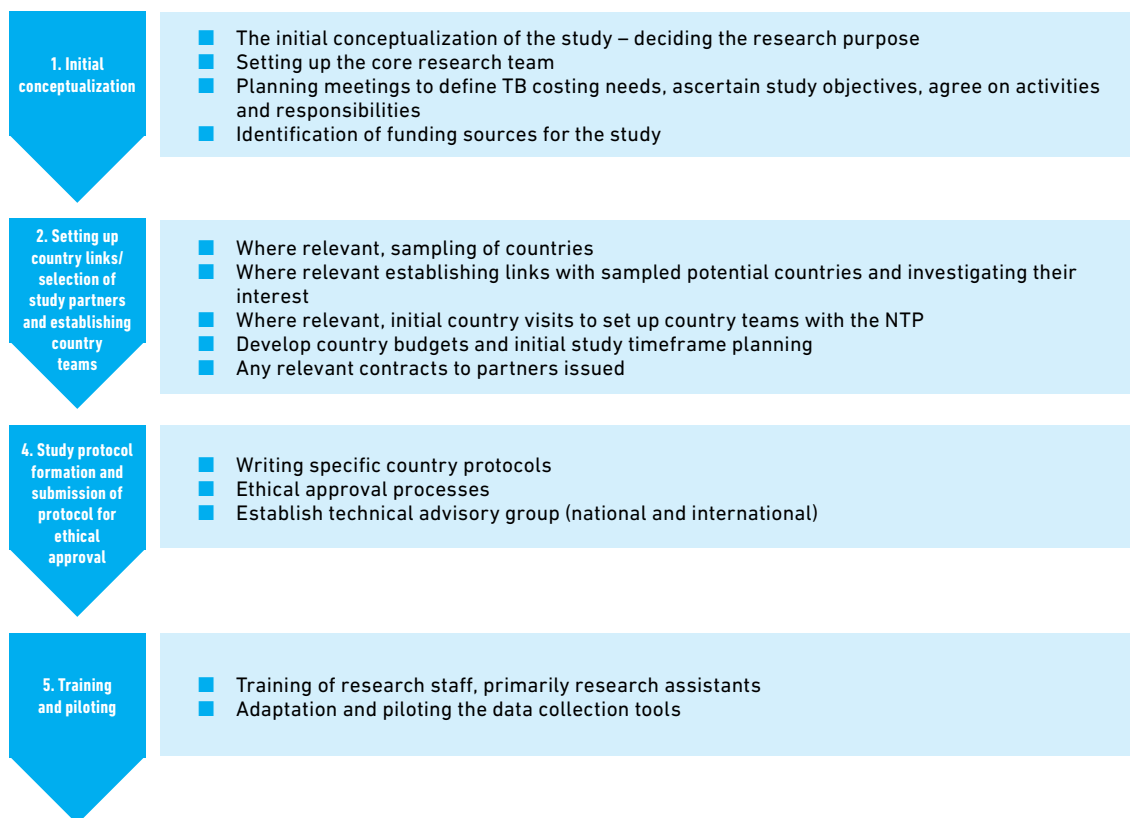 1. Initial
conceptualization
■ The initial conceptualization of the study – deciding the research purpose
■ Setting up the core research team
■ Planning meetings to define TB costing needs, ascertain study objectives, agree on activities
and responsibilities
■ Identification of funding sources for the study
2. Setting up
country links/
selection of
study partners
and establishing
country
teams
■ Where relevant, sampling of countries
■ Where relevant establishing links with sampled potential countries and investigating their
interest
■ Where relevant, initial country visits to set up country teams with the NTP
■ Develop country budgets and initial study timeframe planning
■ Any relevant contracts to partners issued
4. Study protocol
formation and
submission of
protocol for
ethical
approval
■ Writing specific country protocols
■ Ethical approval processes
■ Establish technical advisory group (national and international)
5. Training
and piloting
■ Training of research staff, primarily research assistants
■ Adaptation and piloting the data collection tools